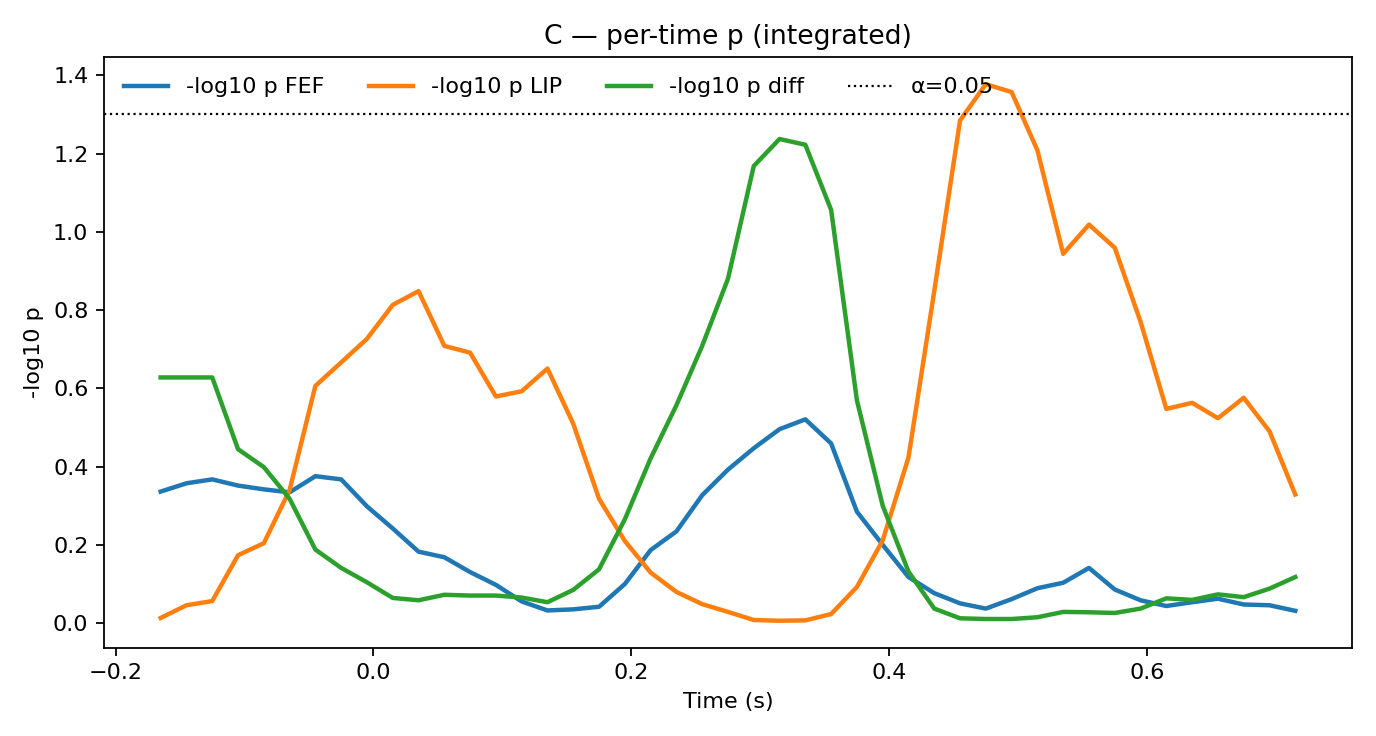 C — per-time p (integrated)
-log10 p FEF -log10 p LIP -log10 p diff α=0.05
1.4
1.2
1.0
0.8
0.6
0.4
0.2
0.0
-log10 p
−0.2 0.0 0.2 0.4 0.6
Time (s)